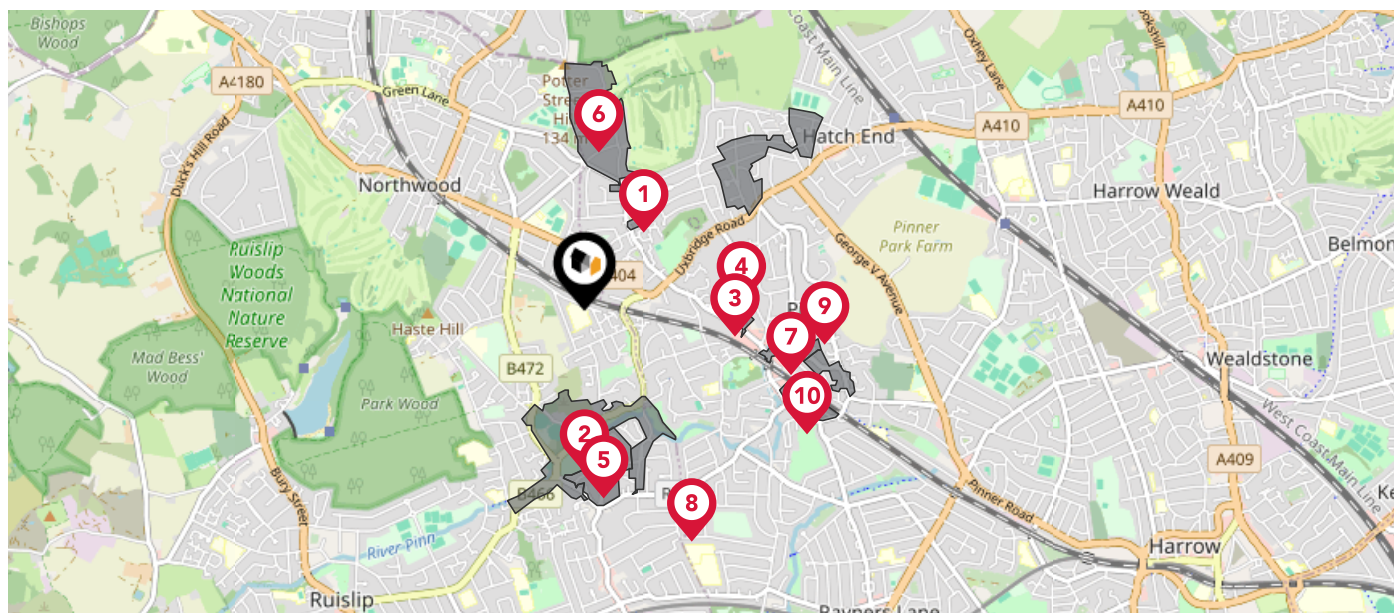 Bishops
Wood
A4180
Green Lane
Potter
Stre
Hi
134 m
6
Coast Main Line
Oxhey Lane
A410
A410
Hatch End
Duck's Hill Road
Northwood
1
Harrow Weald
Uxbridge Road
Pinner
Park Farm
George V Avenue
Belmon
Ruislip
Woods
National
Nature
Reserve
404
4
3
9
7
Haste Hill
Mad Bess'
Wood
B472
Wealdstone
Park Wood
10
2
5
West Coast Main Line
A409
Bury Street
B466
R
8
Pinner Road
Ke
River Pinn
Harrow
Ruislip
Rayners Lane